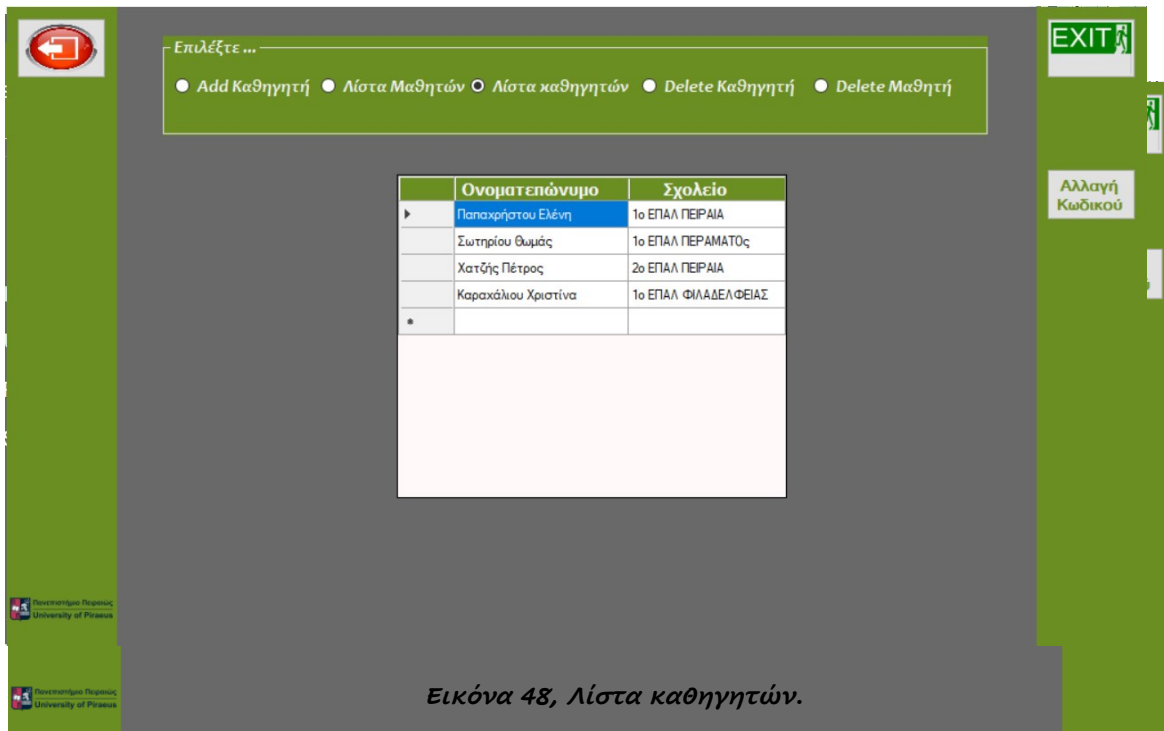 EXIT
Επιλέξτε ...
Add Καθηγητή Λίστα Μαθητών Λίστα καθηγητών Delete Καθηγητή Delete Μαθητή
Αλλαγή
Κωδικού
Ονοματεπώνυμο Σχολείο
Παπαχρήστου Ελένη 1ο ΕΠΑΛ ΠΕΙΡΑΙΑ
Σωτηρίου Θωμάς 1ο ΕΠΑΛ ΠΕΡΑΜΑΤΟς
Χατζής Πέτρος 2ο ΕΠΑΛ ΠΕΙΡΑΙΑ
Καραχάλιου Χριστίνα 1ο ΕΠΑΛ ΦΙΛΑΔΕΛΦΕΙΑΣ
Πανεπιστήμιο Πειραιώς
University of Piraeus
Πανεπιστήμιο Πειραιώς
University of Piraeus
Εικόνα 48, Λίστα καθηγητών.